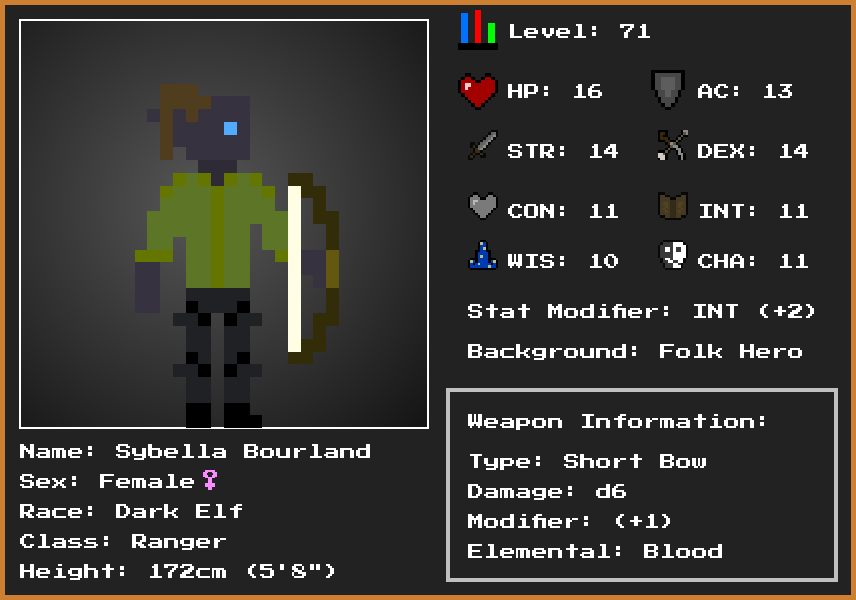 Level: 71
HP: 16
AC: 13
STR: 14
DEX: 14
CON: 11
INT: 11
WIS: 10
CHA: 11
Stat Modifier: INT (+2)
Background: Folk Hero
Weapon Information:
Type: Short Bow
Damage: d6
Modifier: (+1)
Elemental: Blood
Name: Sybella Bourland
Sex: Female♀
Race: Dark Elf
Class: Ranger
Height: 172cm (5'8")